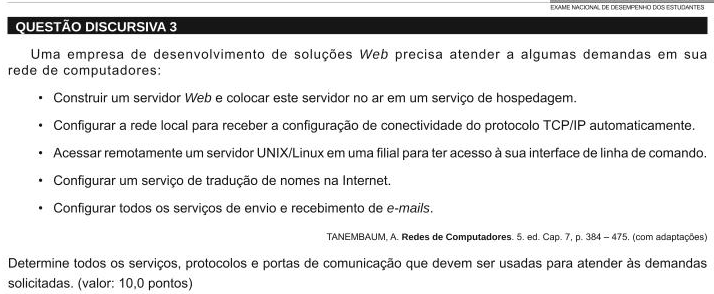 EXAME NACIONAL DE DESEMPENHO DOS ESTUDANTES
QUESTÃO DISCURSIVA 3
Uma empresa de desenvolvimento de soluções Web precisa atender a algumas demandas em sua
rede de computadores:
• Construir um servidor Web e colocar este servidor no ar em um serviço de hospedagem.
• Configurar a rede local para receber a configuração de conectividade do protocolo TCP/IP automaticamente.
• Acessar remotamente um servidor UNIX/Linux em uma filial para ter acesso à sua interface de linha de comando.
• Configurar um serviço de tradução de nomes na Internet.
• Configurar todos os serviços de envio e recebimento de e-mails.
TANEMBAUM, A. Redes de Computadores. 5. ed. Cap. 7, p. 384 – 475. (com adaptações)
Determine todos os serviços, protocolos e portas de comunicação que devem ser usadas para atender às demandas
solicitadas. (valor: 10,0 pontos)